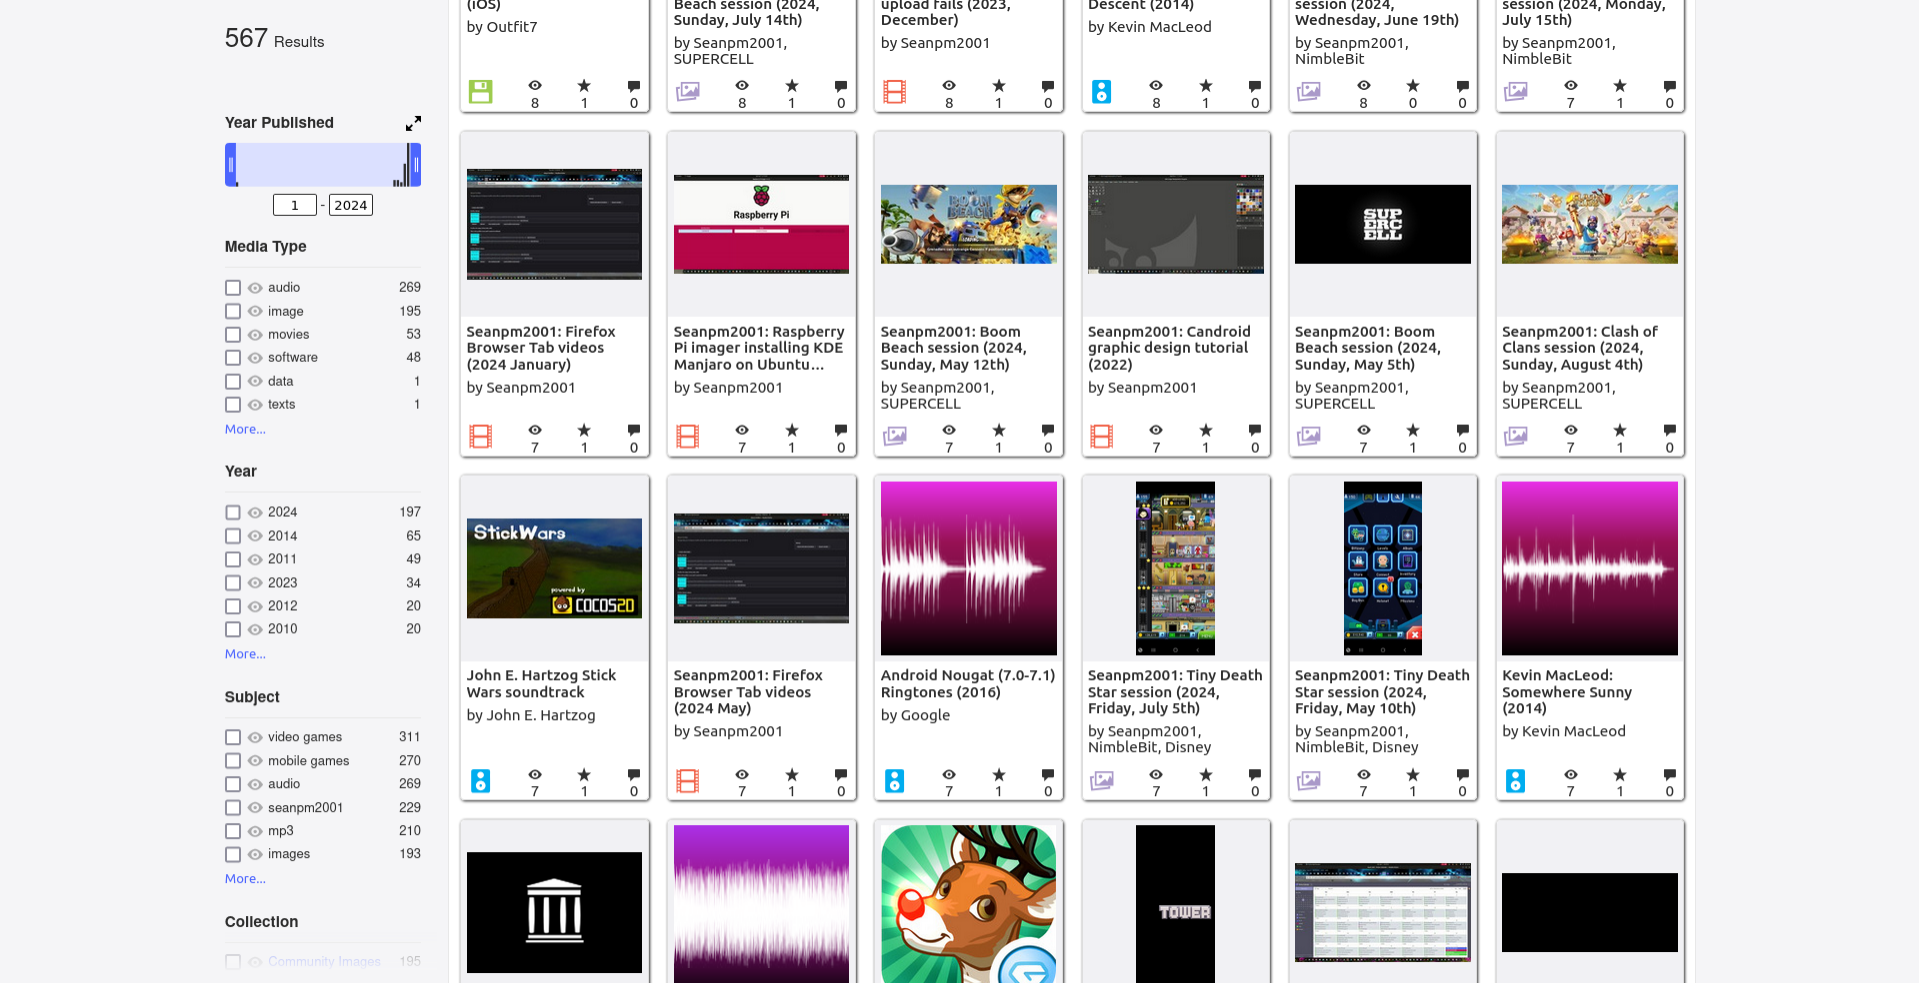 567 Results
Year Published
1 - 2024
Media Type
audio 269
image 195
movies 53
software 48
data 1
texts 1
More...
Year
2024 197
2014 65
2011 49
2023 34
2012 20
2010 20
More...
Subject
video games 311
mobile games 270
audio 269
seanpm2001 229
mp3 210
images 193
More...
Collection
Community Images 195
(iOS)
by Outfit7
8 1 0
Beach session (2024,
Sunday, July 14th)
by Seanpm2001,
SUPERCELL
8 1 0
upload fails (2023,
December)
by Seanpm2001
8 1 0
Descent (2014)
by Kevin MacLeod
8 1 0
session (2024,
Wednesday, June 19th)
by Seanpm2001,
NimbleBit
8 0 0
session (2024, Monday,
July 15th)
by Seanpm2001,
NimbleBit
7 1 0
Seanpm2001: Firefox
Browser Tab videos
(2024 January)
by Seanpm2001
7 1 0
Raspberry Pi
Seanpm2001: Raspberry
Pi imager installing KDE
Manjaro on Ubuntu...
by Seanpm2001
7 1 0
BOOM
BEACH
Seanpm2001: Boom
Beach session (2024,
Sunday, May 12th)
by Seanpm2001,
SUPERCELL
7 1 0
Seanpm2001: Candroid
graphic design tutorial
(2022)
by Seanpm2001
7 1 0
SUP
ERC
ELL
Seanpm2001: Boom
Beach session (2024,
Sunday, May 5th)
by Seanpm2001,
SUPERCELL
7 1 0
Seanpm2001: Clash of
Clans session (2024,
Sunday, August 4th)
by Seanpm2001,
SUPERCELL
7 1 0
StickWars
powered by
COCOS2D
John E. Hartzog Stick
Wars soundtrack
by John E. Hartzog
7 1 0
Seanpm2001: Firefox
Browser Tab videos
(2024 May)
by Seanpm2001
7 1 0
Android Nougat (7.0-7.1)
Ringtones (2016)
by Google
7 1 0
Seanpm2001: Tiny Death
Star session (2024,
Friday, July 5th)
by Seanpm2001,
NimbleBit, Disney
7 1 0
Seanpm2001: Tiny Death
Star session (2024,
Friday, May 10th)
by Seanpm2001,
NimbleBit, Disney
7 1 0
Kevin MacLeod:
Somewhere Sunny
(2014)
by Kevin MacLeod
7 1 0
TOWER